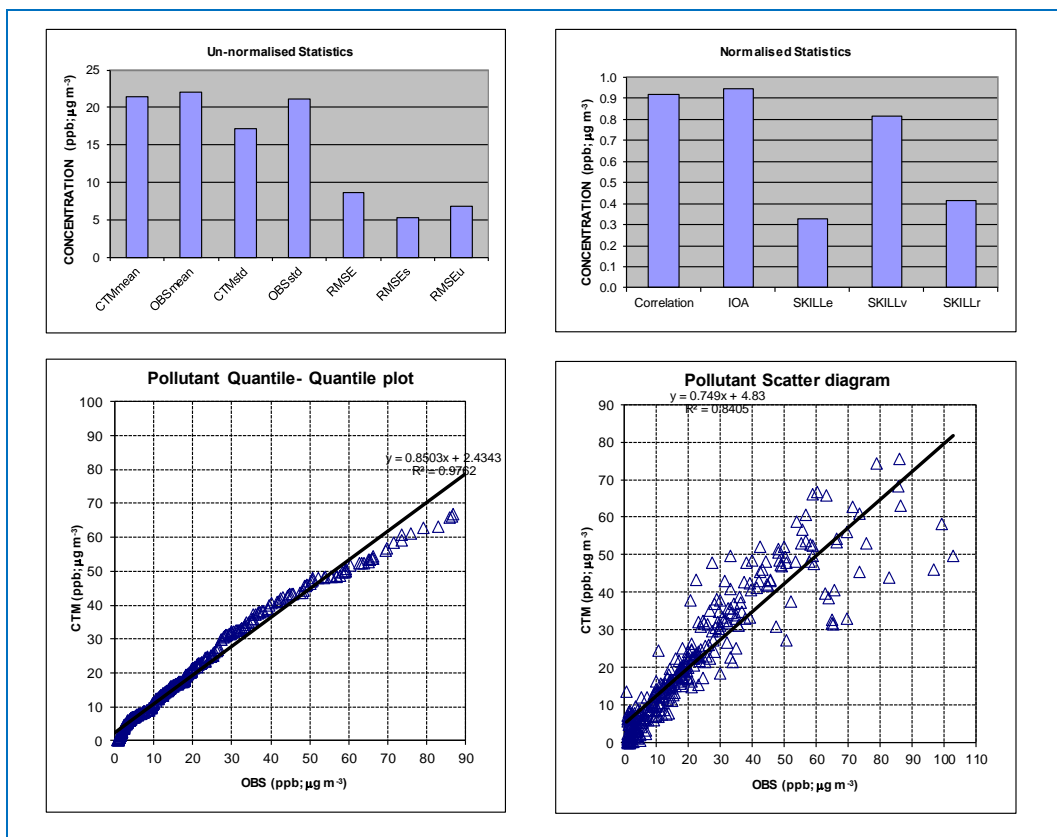 Un-normalised Statistics
25
20
15
10
5
0
CONCENTRATION (ppb; µg m-3)
CTMmean
OBSmean
CTMstd
OBSstd
RMSE
RMSEs
RMSEu
Normalised Statistics
1.0
0.9
0.8
0.7
0.6
0.5
0.4
0.3
0.2
0.1
0.0
CONCENTRATION (ppb; µg m-3)
Correlation
IOA
SKILLe
SKILLv
SKILLr
Pollutant Quantile- Quantile plot
y = 0.8503x + 2.4343
R² = 0.9762
100
90
80
70
60
50
40
30
20
10
0
CTM (ppb; µg m-3)
0 10 20 30 40 50 60 70 80 90
OBS (ppb; µg m-3)
Pollutant Scatter diagram
y = 0.749x + 4.83
R² = 0.8405
90
80
70
60
50
40
30
20
10
0
CTM (ppb; µg m-3)
0 10 20 30 40 50 60 70 80 90 100 110
OBS (ppb; µg m-3)